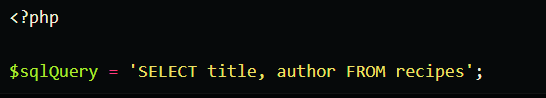 <?php
$sqlQuery = 'SELECT title, author FROM recipes';